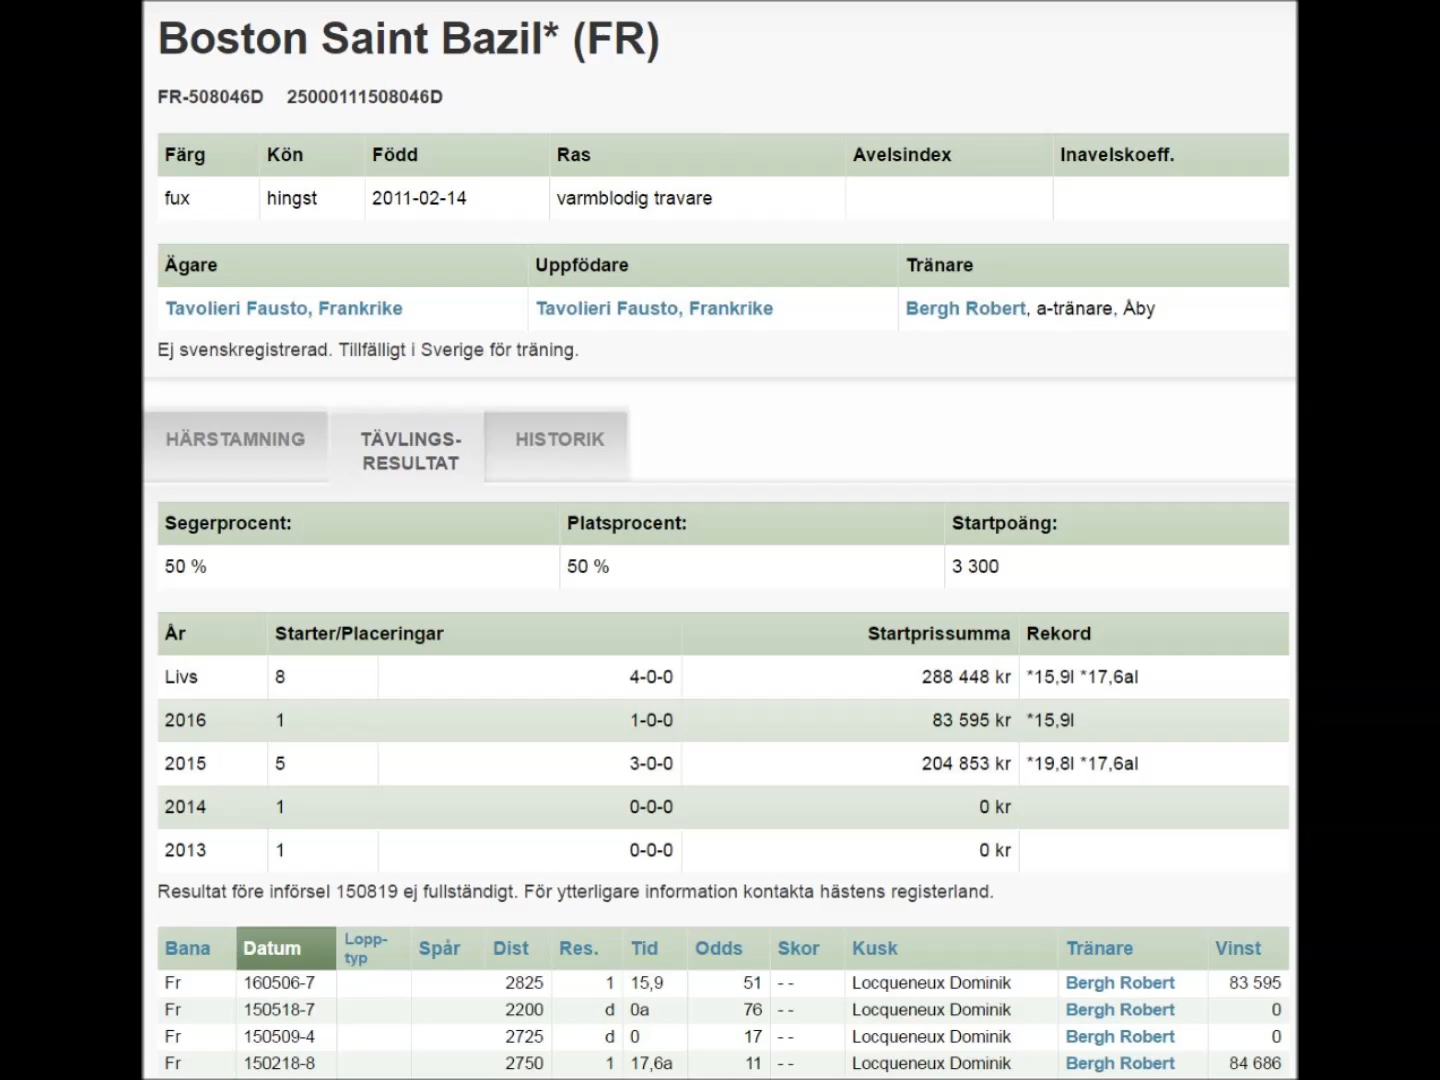 Boston Saint Bazil* (FR)
FR-508046D 25000111508046D
Färg Kön Född Ras Avelsindex Inavelskoeff.
fux hingst 2011-02-14 varmblodig travare
Ägare Uppfödare Tränare
Tavolieri Fausto, Frankrike Tavolieri Fausto, Frankrike Bergh Robert, a-tränare, Åby
Ej svenskregistrerad. Tillfälligt i Sverige för träning.
HÄRSTAMNING TÄVLINGS- HISTORIK
RESULTAT
Segerprocent: Platsprocent: Startpoäng:
50 % 50 % 3 300
År Starter/Placeringar Startprissumma Rekord
Livs 8 4-0-0 288 448 kr *15,9l *17,6al
2016 1 1-0-0 83 595 kr *15,9l
2015 5 3-0-0 204 853 kr *19,8l *17,6al
2014 1 0-0-0 0 kr
2013 1 0-0-0 0 kr
Resultat före införsel 150819 ej fullständigt. För ytterligare information kontakta hästens registerland.
Bana Datum Lopp-typ Spår Dist Res. Tid Odds Skor Kusk Tränare Vinst
Fr 160506-7 2825 1 15,9 51 - - Locqueneux Dominik Bergh Robert 83 595
Fr 150518-7 2200 d 0a 76 - - Locqueneux Dominik Bergh Robert 0
Fr 150509-4 2725 d 0 17 - - Locqueneux Dominik Bergh Robert 0
Fr 150218-8 2750 1 17,6a 11 - - Locqueneux Dominik Bergh Robert 84 686